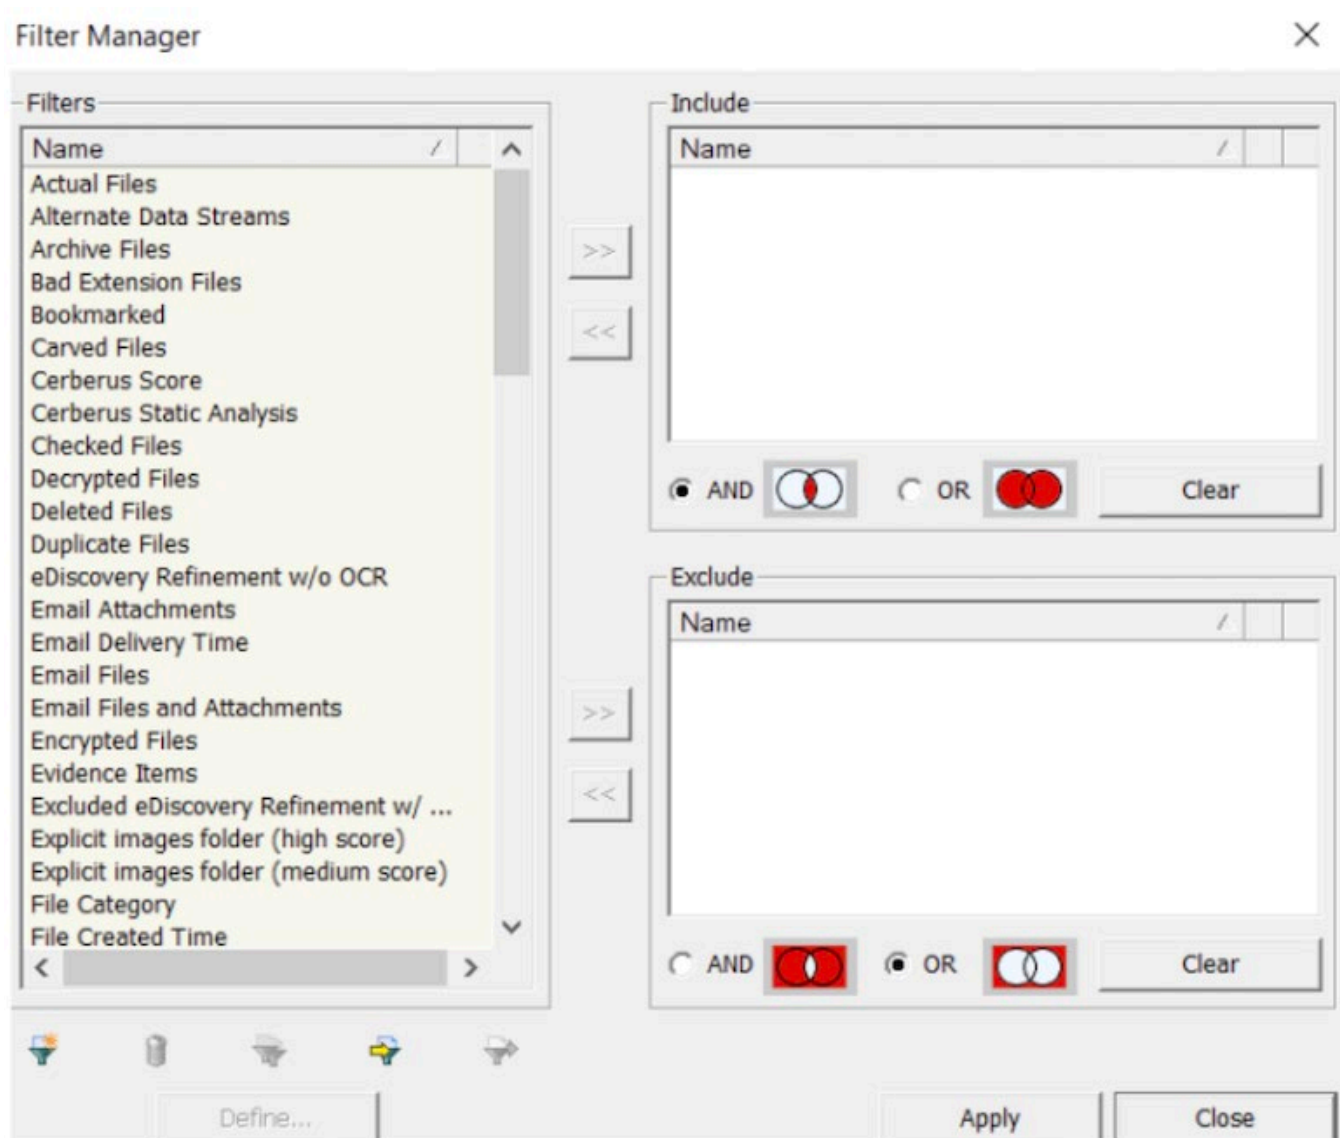 Filter Manager
Filters
Name
Actual Files
Alternate Data Streams
Archive Files
Bad Extension Files
Bookmarked
Carved Files
Cerberus Score
Cerberus Static Analysis
Checked Files
Decrypted Files
Deleted Files
Duplicate Files
eDiscovery Refinement w/o OCR
Email Attachments
Email Delivery Time
Email Files
Email Files and Attachments
Encrypted Files
Evidence Items
Excluded eDiscovery Refinement w/ ...
Explicit images folder (high score)
Explicit images folder (medium score)
File Category
File Created Time
>>
<<
>>
<<
Include
Name
AND OR Clear
Exclude
Name
AND OR Clear
Define... Apply Close